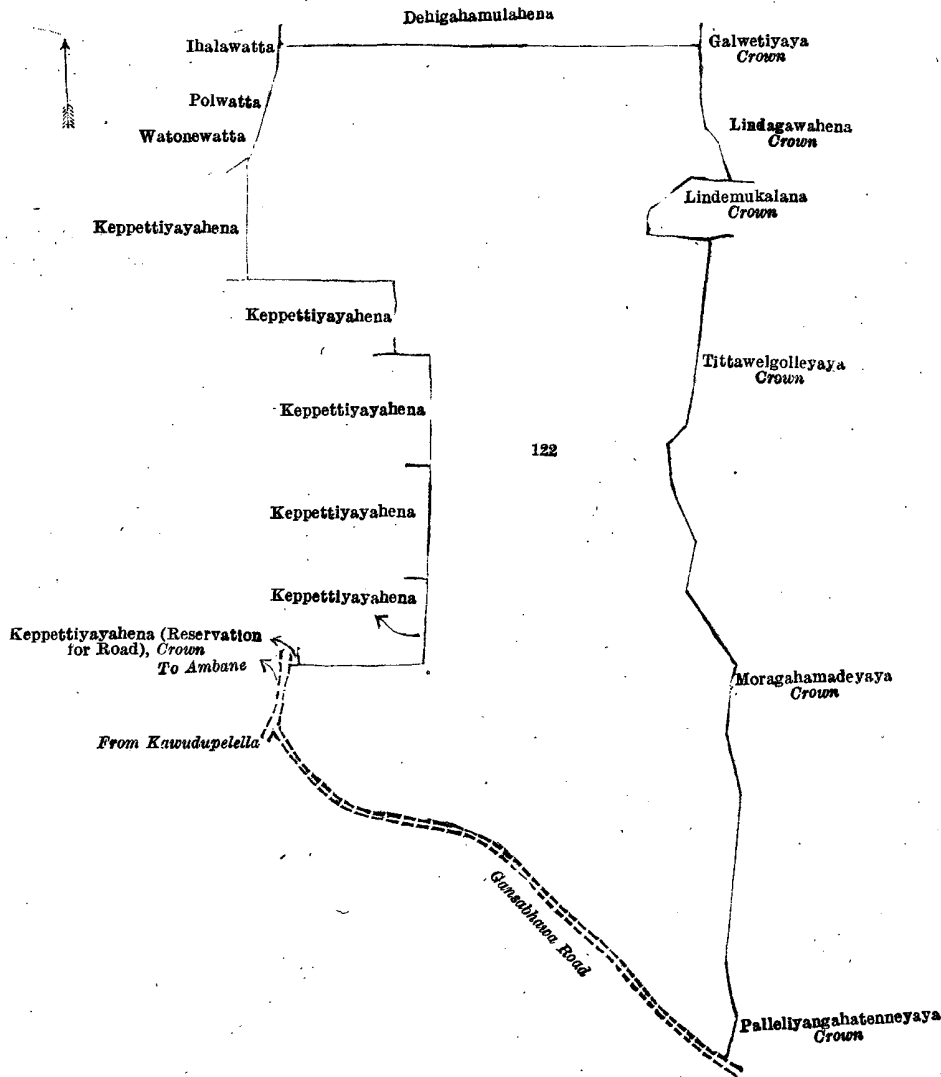 Dehigahamulahena
Ihalawatta
Galwetiyaya
Crown
Polwatta
Lindagawahena
Crown
Watonewatta
Lindemukalana
Crown
Keppettiyayahena
Keppettiyayahena
Tittawelgolleyaya
Crown
Keppettiyayahena
122
Keppettiyayahena
Keppettiyayahena
Keppettiyayahena (Reservation
for Road), Crown
To Ambane
Moragahamadeyaya
Crown
From Kawudupelella
Gansabhawa Road
Palleliyangahatenneyaya
Crown